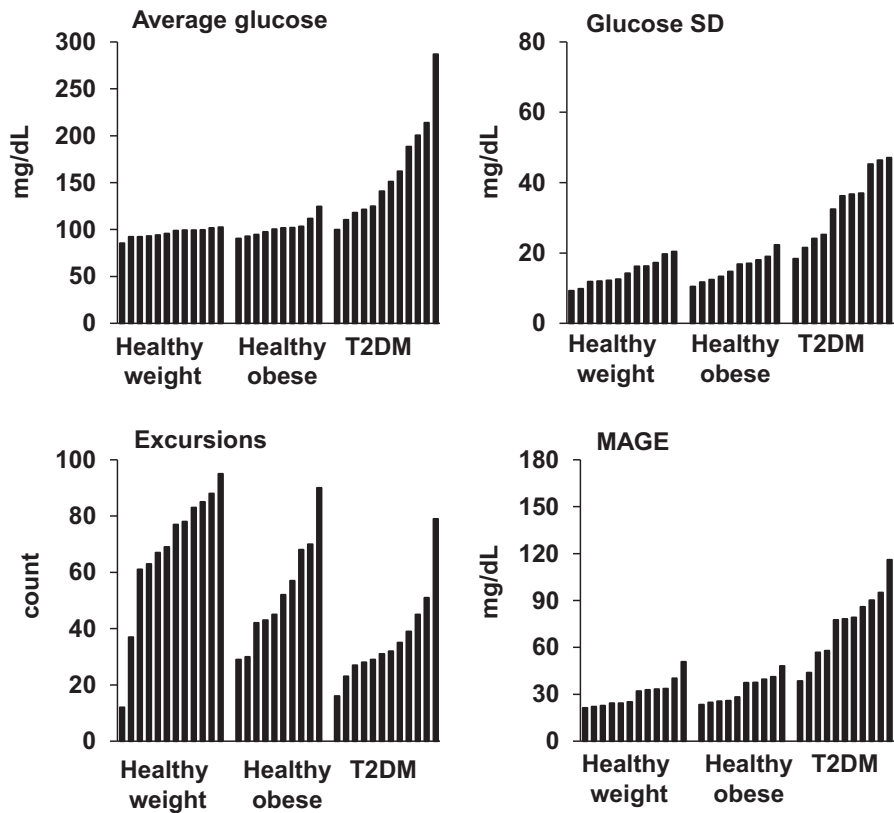 Average glucose
mg/dL
300
250
200
150
100
50
0
Healthy weight
Healthy obese
T2DM
Glucose SD
mg/dL
80
60
40
20
0
Healthy weight
Healthy obese
T2DM
Excursions
count
100
80
60
40
20
0
Healthy weight
Healthy obese
T2DM
MAGE
mg/dL
180
150
120
90
60
30
0
Healthy weight
Healthy obese
T2DM